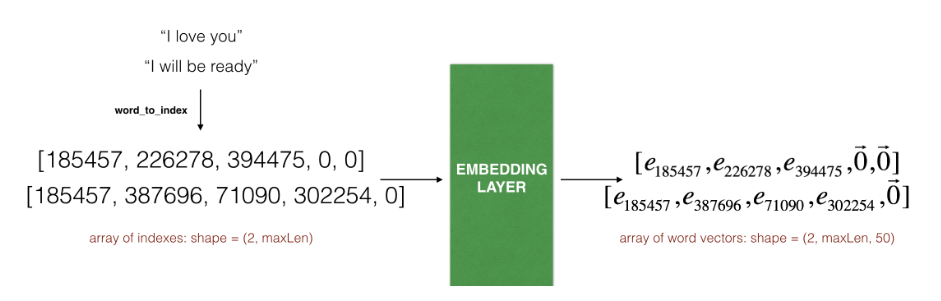 “I love you”
“I will be ready”
word_to_index
[185457, 226278, 394475, 0, 0]
[185457, 387696, 71090, 302254, 0]
array of indexes: shape = (2, maxLen)
EMBEDDING
LAYER
[e₁₈₅₄₅₇,e₂₂₆₂₇₈,e₃₉₄₄₇₅,0⃗,0⃗]
[e₁₈₅₄₅₇,e₃₈₇₆₉₆,e₇₁₀₉₀,e₃₀₂₂₅₄,0⃗]
array of word vectors: shape = (2, maxLen, 50)